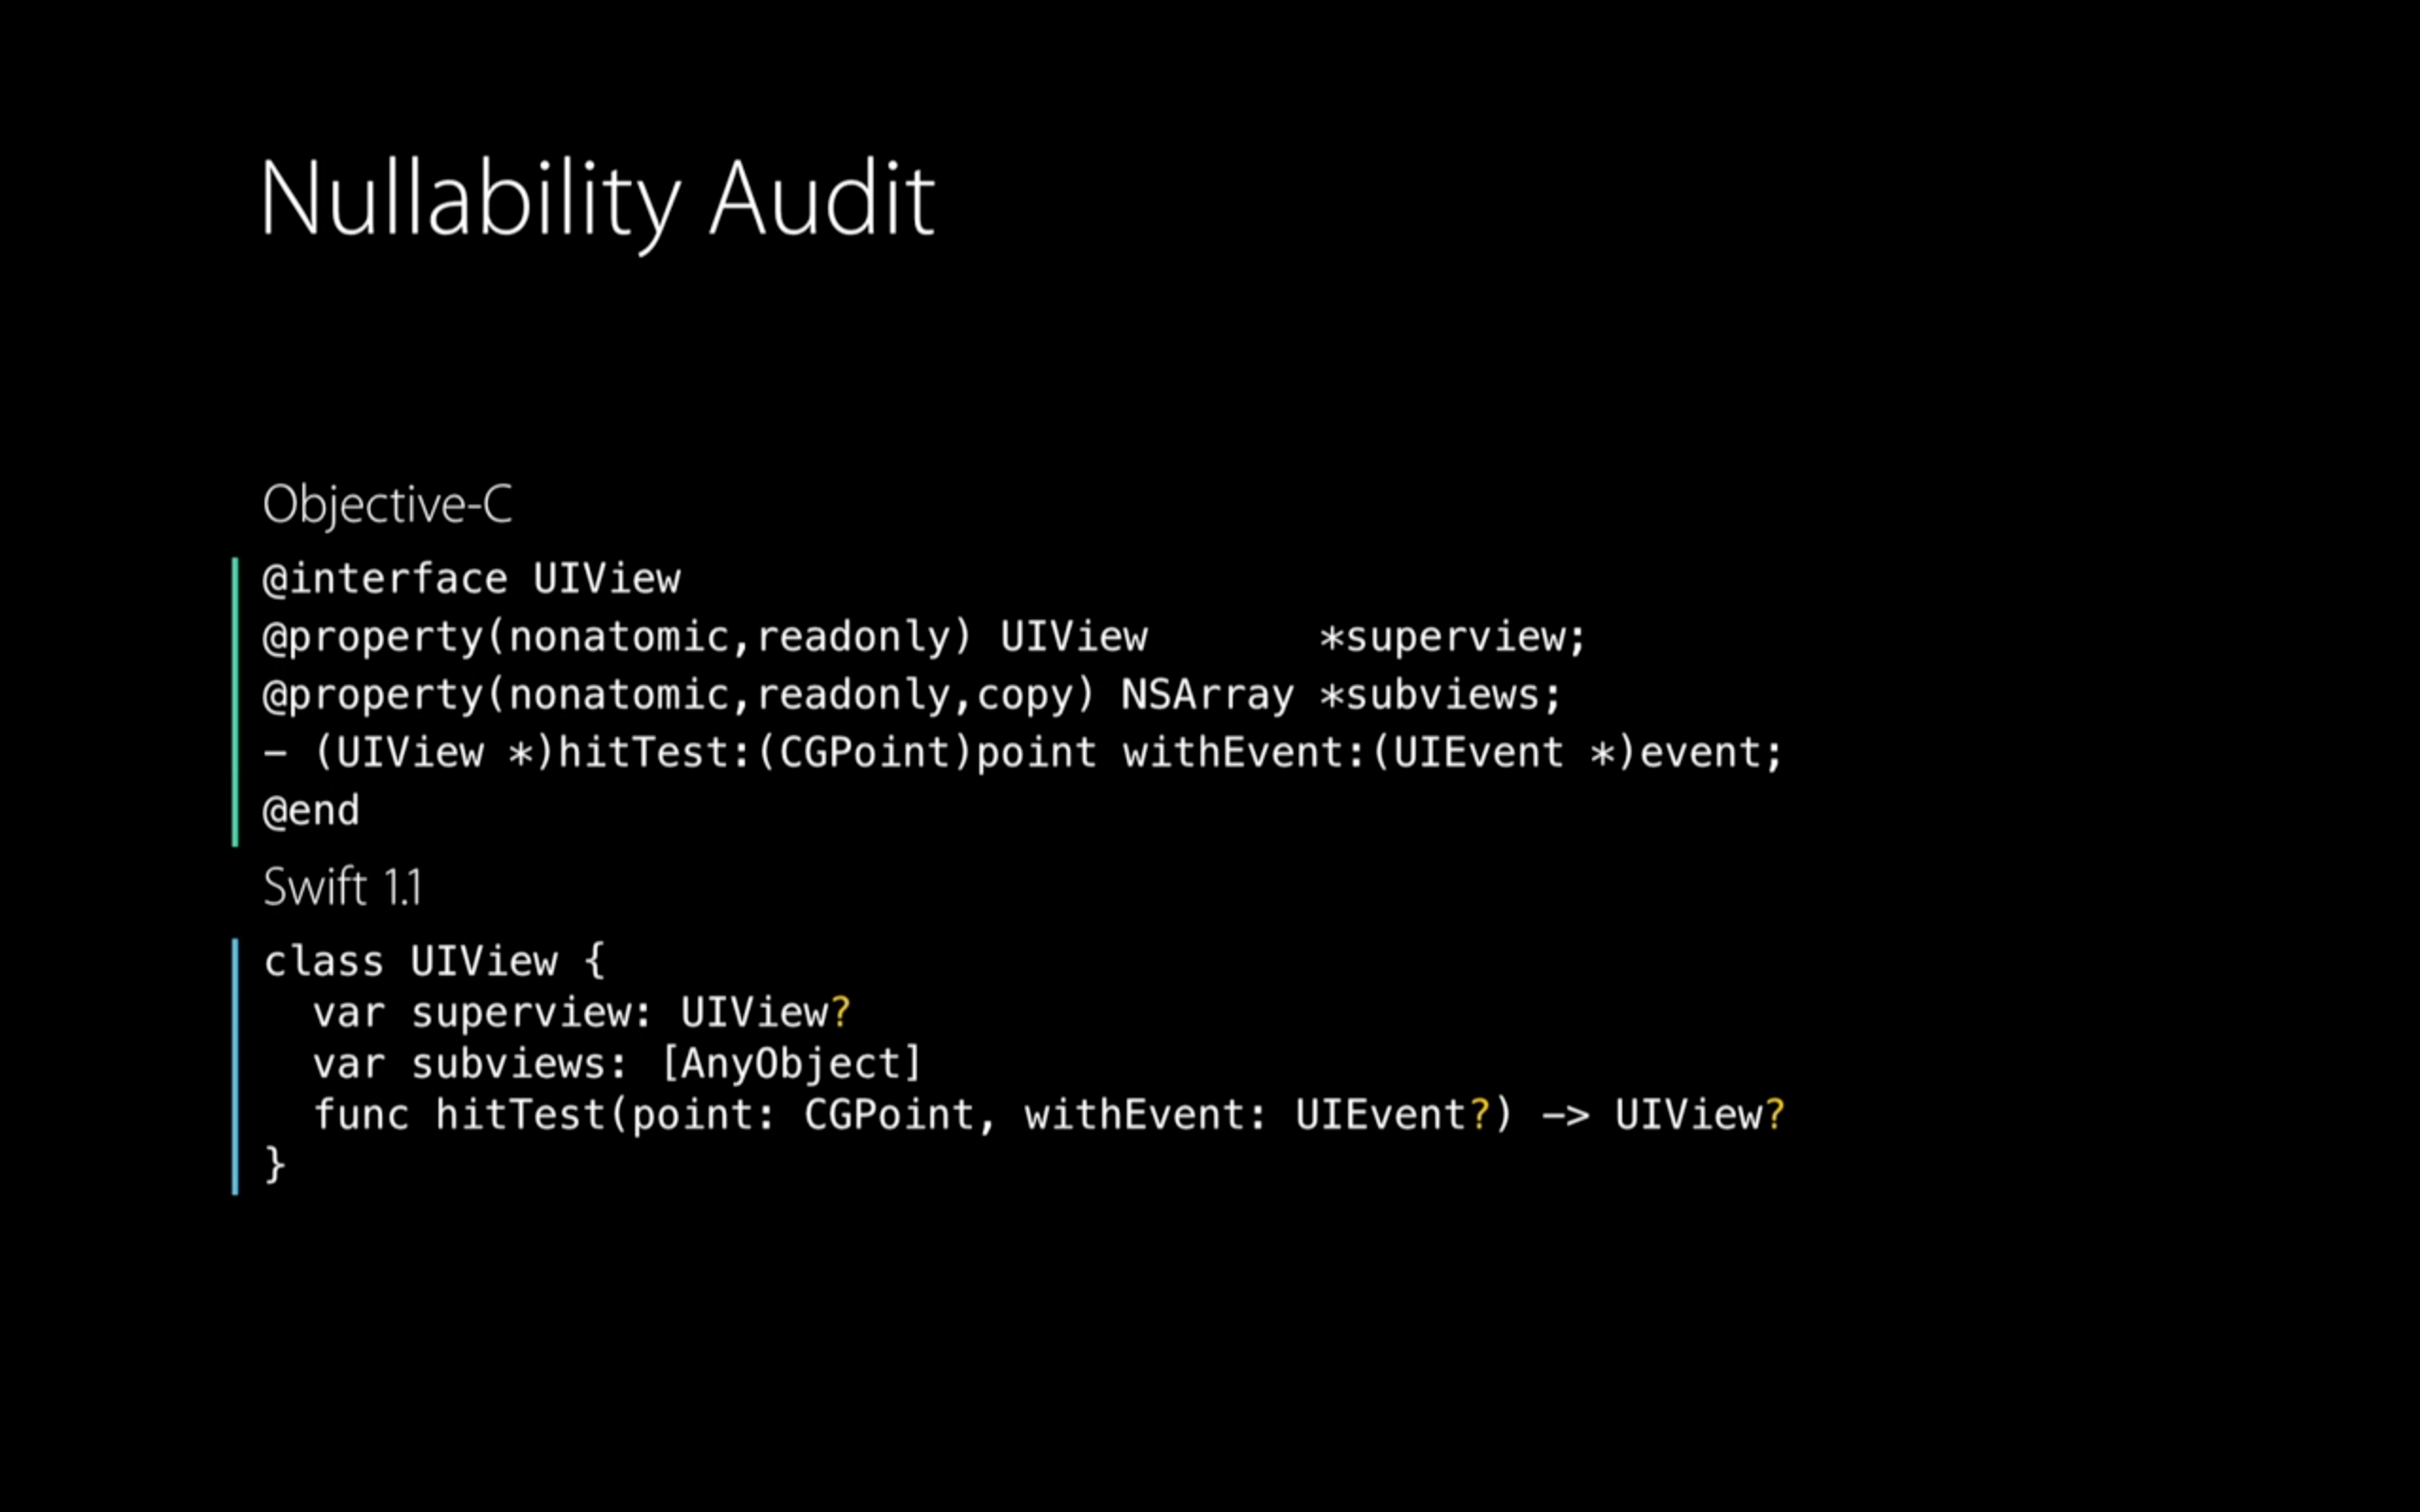 Nullability Audit
Objective-C
@interface UIView
@property(nonatomic,readonly) UIView       *superview;
@property(nonatomic,readonly,copy) NSArray *subviews;
– (UIView *)hitTest:(CGPoint)point withEvent:(UIEvent *)event;
@end
Swift 1.1
class UIView {
  var superview: UIView?
  var subviews: [AnyObject]
  func hitTest(point: CGPoint, withEvent: UIEvent?) –> UIView?
}